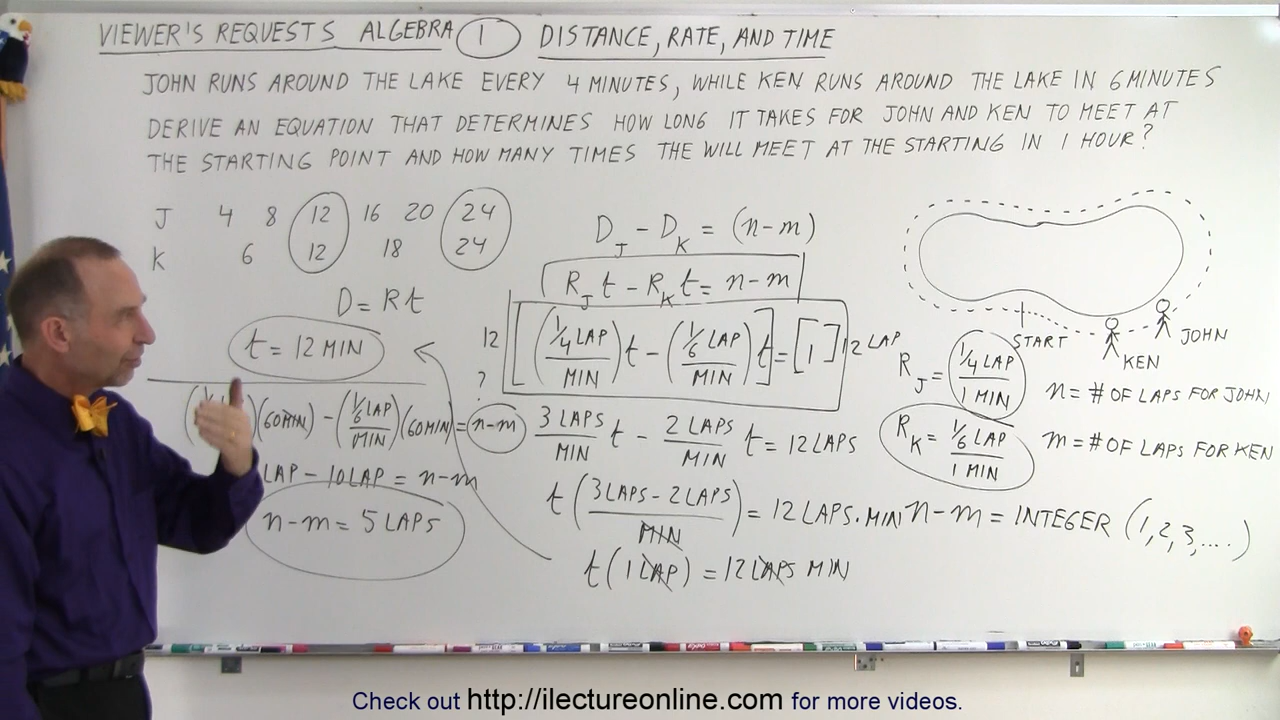 VIEWER'S REQUESTS ALGEBRA 1 DISTANCE, RATE, AND TIME
JOHN RUNS AROUND THE LAKE EVERY 4 MINUTES, WHILE KEN RUNS AROUND THE LAKE IN 6 MINUTES
DERIVE AN EQUATION THAT DETERMINES HOW LONG IT TAKES FOR JOHN AND KEN TO MEET AT
THE STARTING POINT AND HOW MANY TIMES THE WILL MEET AT THE STARTING IN 1 HOUR?
J 4 8 12 16 20 24
K 6 12 18 24
D = Rt
t = 12 MIN
(60MIN) - (1/6 LAP/MIN)(60MIN) = n-m
LAP - 10 LAP = n-m
n-m = 5 LAPS
D_J - D_K = (n-m)
R_J t - R_K t = n-m
12 [(1/4 LAP/MIN)t - (1/6 LAP/MIN)t] = [1] 12 LAP
?
3 LAPS/MIN t - 2 LAPS/MIN t = 12 LAPS
t (3 LAPS - 2 LAPS/MIN) = 12 LAPS·MIN
t (1 LAP) = 12 LAPS MIN
START
KEN
JOHN
R_J = 1/4 LAP/1 MIN
n = # OF LAPS FOR JOHN
R_K = 1/6 LAP/1 MIN
m = # OF LAPS FOR KEN
n-m = INTEGER (1,2,3,....)
Check out http://ilectureonline.com for more videos.